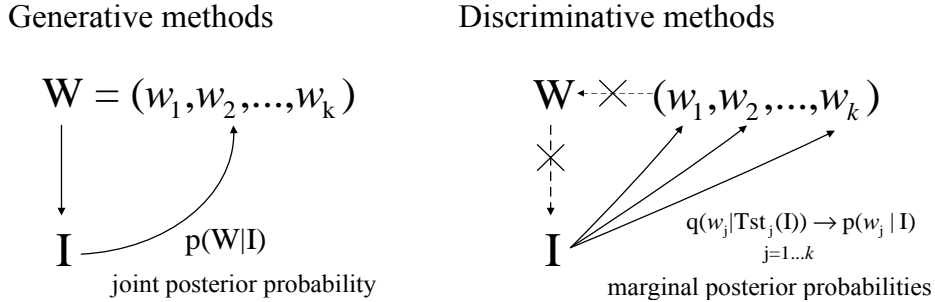 Generative methods
W = (w₁,w₂,...,wₖ)
I
p(W|I)
joint posterior probability
Discriminative methods
W (w₁,w₂,...,wₖ)
I
q(wⱼ|Tstⱼ(I)) → p(wⱼ | I)
j=1...k
marginal posterior probabilities